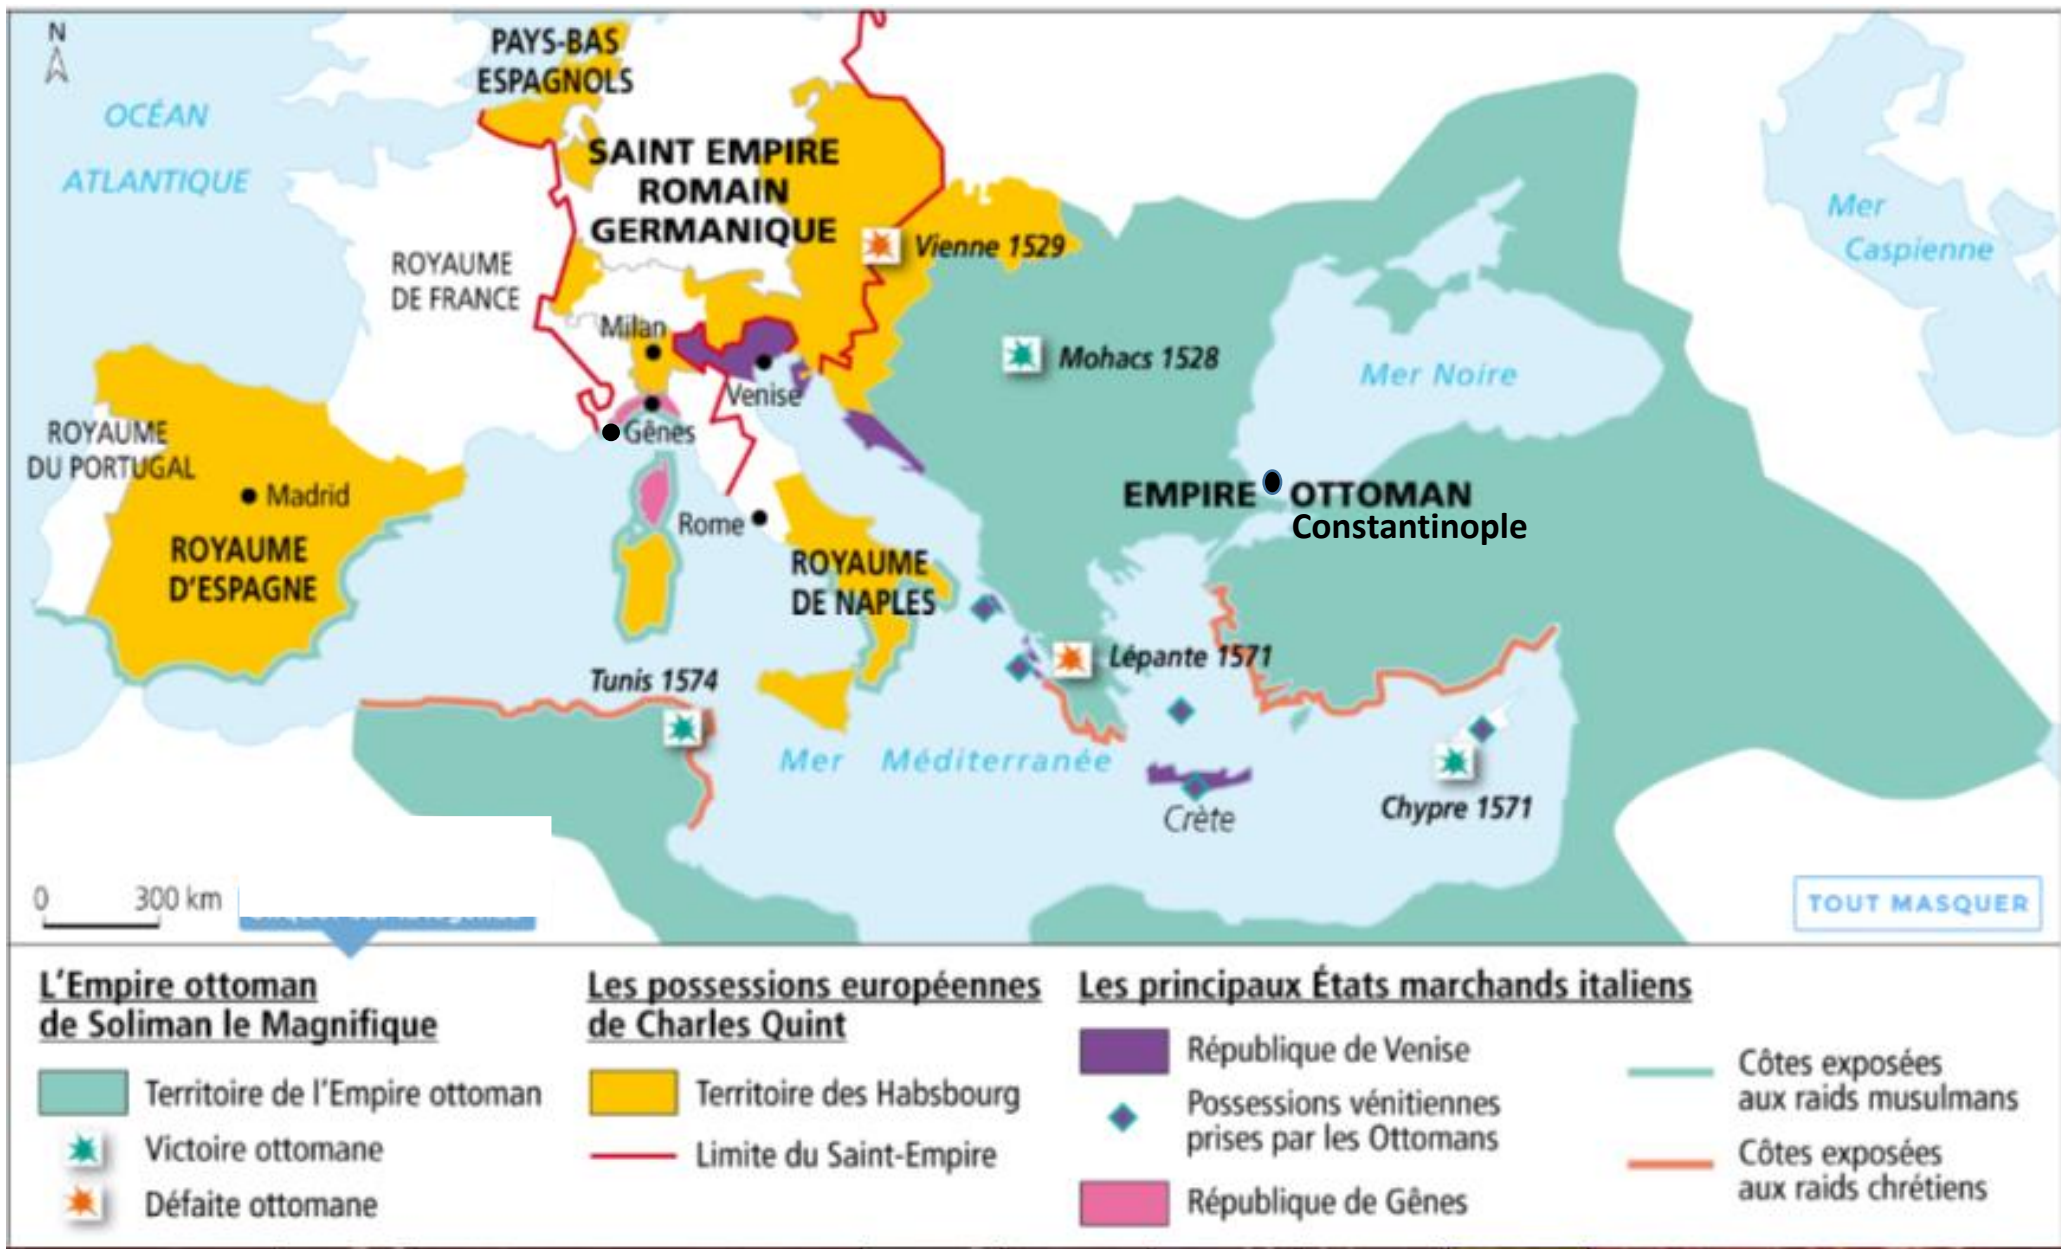 N
PAYS-BAS
ESPAGNOLS
OCÉAN
ATLANTIQUE
SAINT EMPIRE
ROMAIN
GERMANIQUE
Vienne 1529
Mer
Caspienne
ROYAUME
DE FRANCE
Milan
Mohacs 1528
Mer Noire
Venise
Gênes
ROYAUME
DU PORTUGAL
Madrid
EMPIRE OTTOMAN
Constantinople
Rome
ROYAUME
D'ESPAGNE
ROYAUME
DE NAPLES
Lépante 1571
Tunis 1574
Mer Méditerranée
Crète
Chypre 1571
0 300 km
TOUT MASQUER
L'Empire ottoman
de Soliman le Magnifique
Territoire de l'Empire ottoman
Victoire ottomane
Défaite ottomane
Les possessions européennes
de Charles Quint
Territoire des Habsbourg
Limite du Saint-Empire
Les principaux États marchands italiens
République de Venise
Possessions vénitiennes
prises par les Ottomans
République de Gênes
Côtes exposées
aux raids musulmans
Côtes exposées
aux raids chrétiens